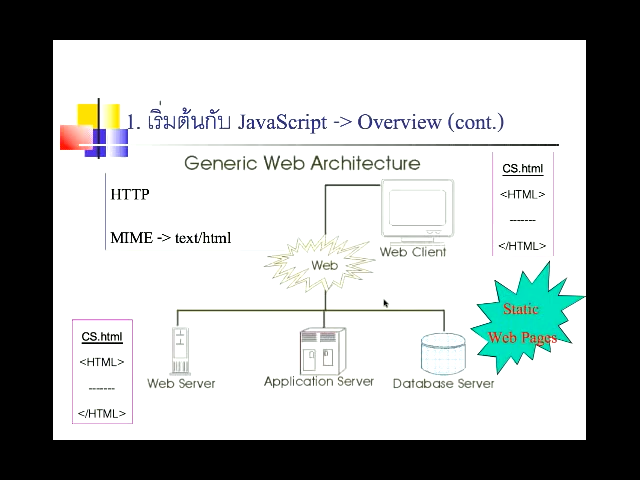 1. เริ่มต้นกับ JavaScript -> Overview (cont.)
Generic Web Architecture
HTTP
MIME -> text/html
CS.html
<HTML>
-------
</HTML>
Web Client
Web
Static
Web Pages
CS.html
<HTML>
-------
</HTML>
Web Server
Application Server
Database Server